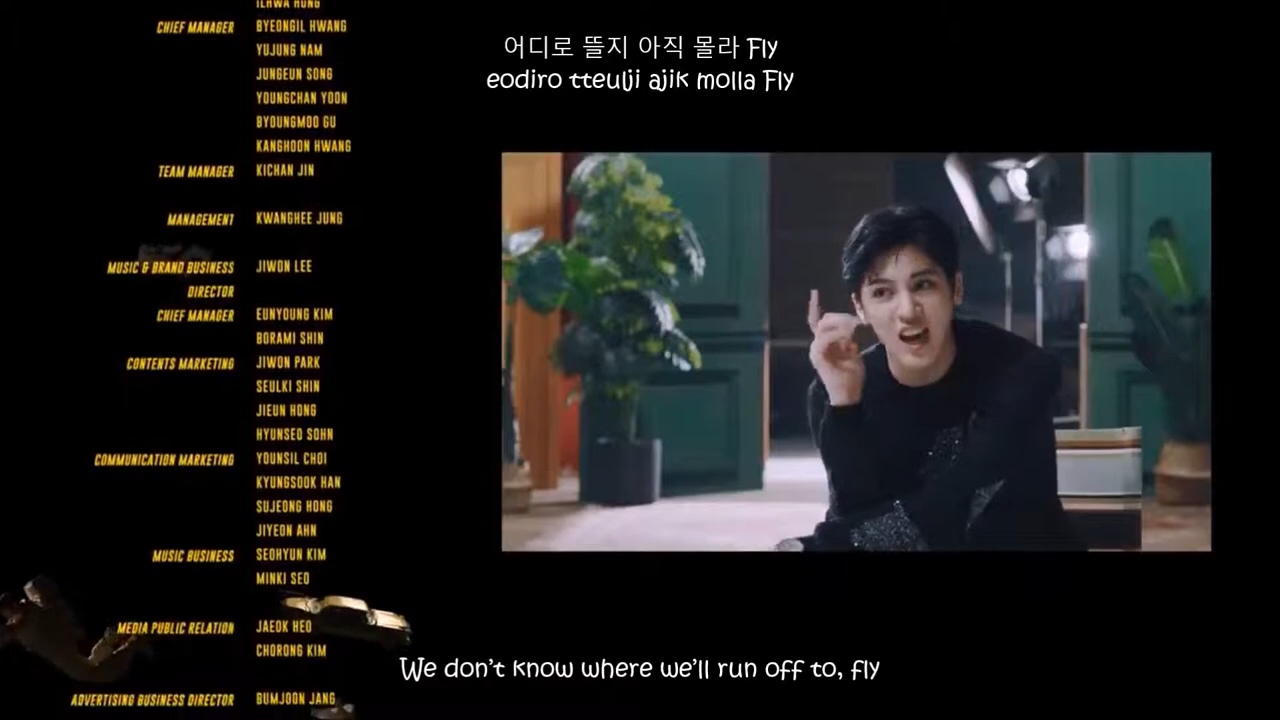 ILHWA HONG
CHIEF MANAGER BYEONGIL HWANG
YUJUNG NAM
JUNGEUN SONG
YOUNGCHAN YOON
BYOUNGMOO GU
KANGHOON HWANG
TEAM MANAGER KICHAN JIN
MANAGEMENT KWANGHEE JUNG
MUSIC & BRAND BUSINESS JIWON LEE
DIRECTOR
CHIEF MANAGER EUNYOUNG KIM
BORAMI SHIN
CONTENTS MARKETING JIWON PARK
SEULKI SHIN
JIEUN HONG
HYUNSEO SOHN
COMMUNICATION MARKETING YOUNSIL CHOI
KYUNGSOOK HAN
SUJEONG HONG
JIYEON AHN
MUSIC BUSINESS SEOHYUN KIM
MINKI SEO
MEDIA PUBLIC RELATION JAEOK HEO
CHORONG KIM
ADVERTISING BUSINESS DIRECTOR BUMJOON JANG
어디로 뜰지 아직 몰라 Fly
eodiro tteulji ajik molla Fly
We don't know where we'll run off to, fly